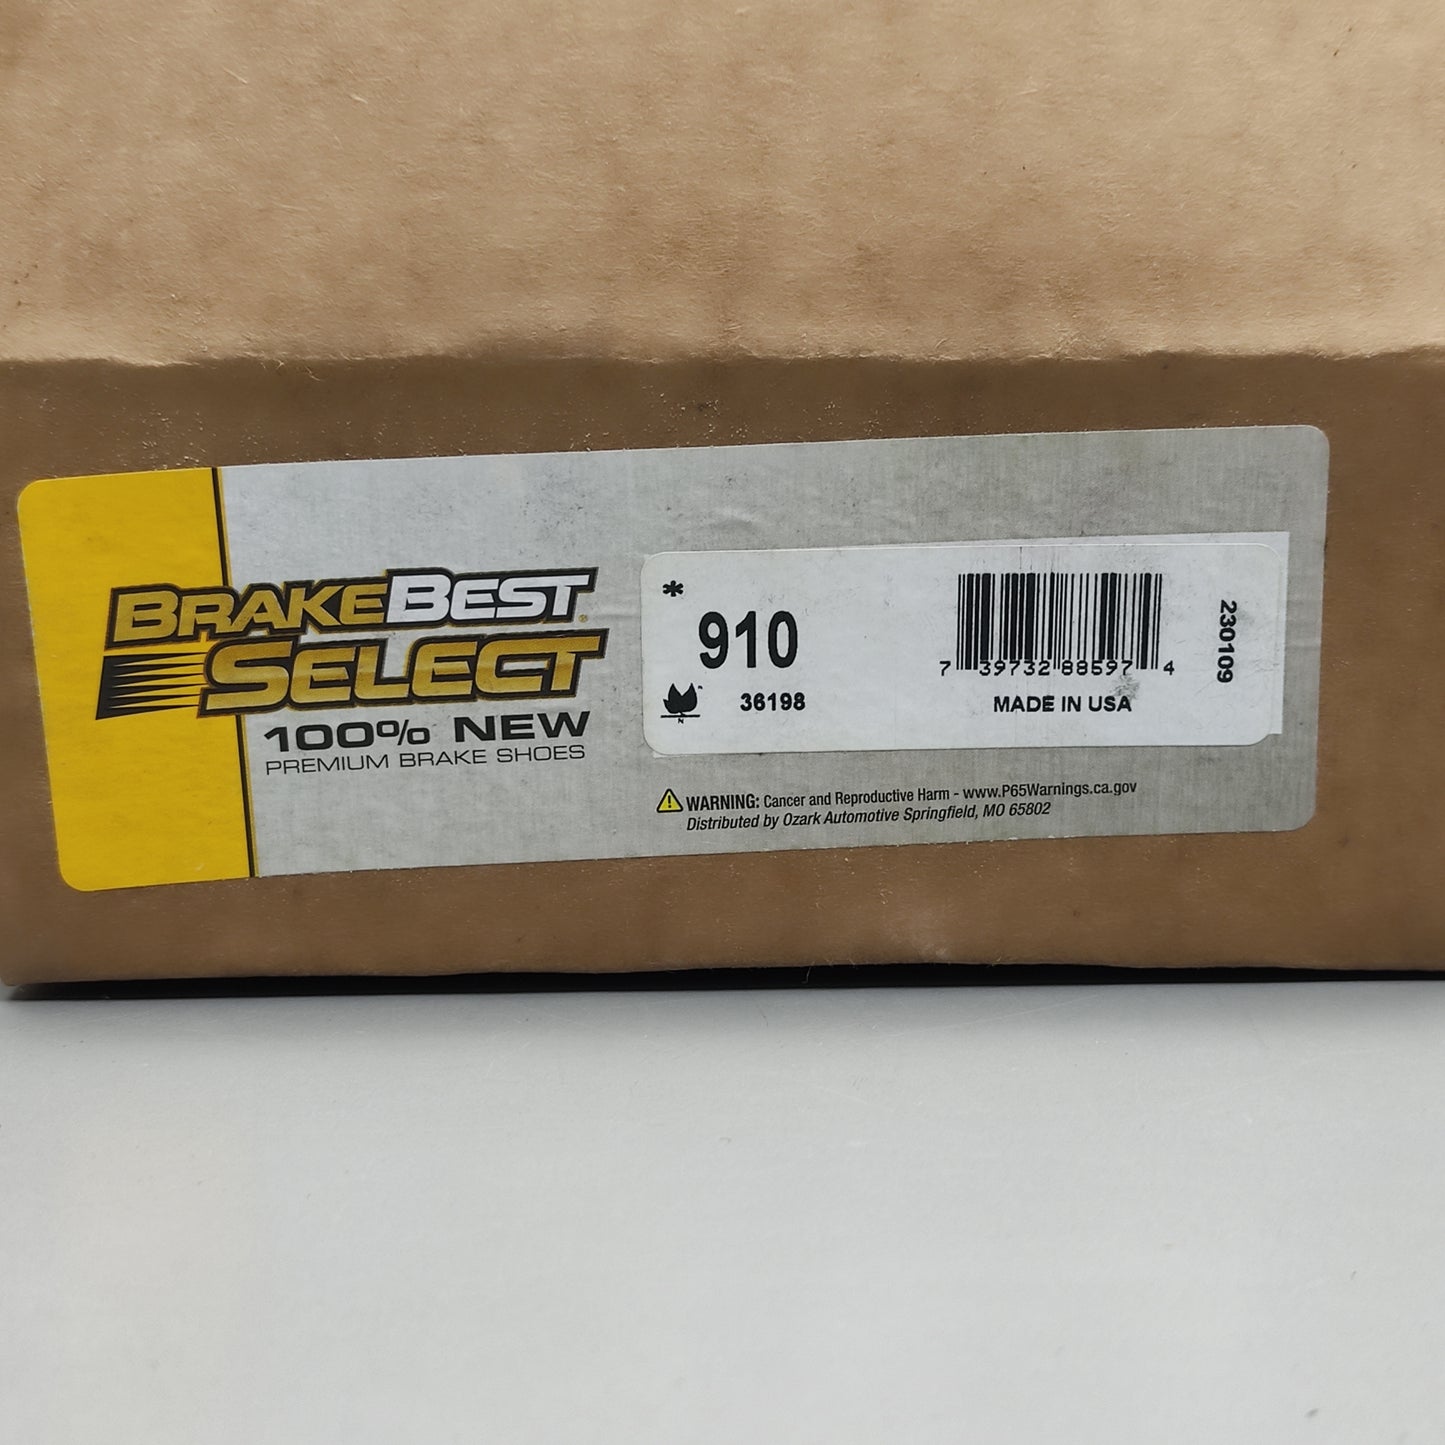 BRAKEBEST
SELECT
100% NEW
PREMIUM BRAKE SHOES
*
910
36198
N
7 39732 88597 4
MADE IN USA
230109
WARNING: Cancer and Reproductive Harm - www.P65Warnings.ca.gov
Distributed by Ozark Automotive Springfield, MO 65802